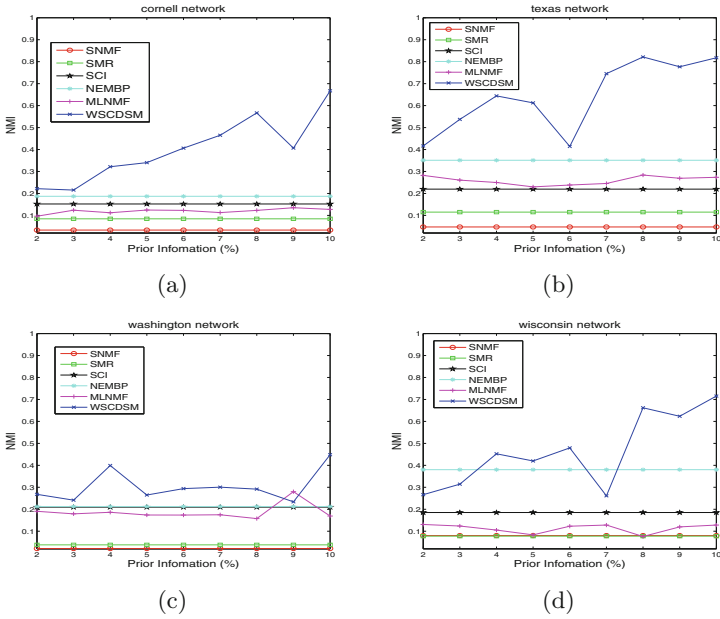 cornell network
NMI
1
0.9
0.8
0.7
0.6
0.5
0.4
0.3
0.2
0.1
SNMF
SMR
SCI
NEMBP
MLNMF
WSCDSM
2 3 4 5 6 7 8 9 10
Prior Infomation (%)
(a)
texas network
NMI
1
0.9
0.8
0.7
0.6
0.5
0.4
0.3
0.2
0.1
SNMF
SMR
SCI
NEMBP
MLNMF
WSCDSM
2 3 4 5 6 7 8 9 10
Prior Infomation (%)
(b)
washington network
NMI
1
0.9
0.8
0.7
0.6
0.5
0.4
0.3
0.2
0.1
SNMF
SMR
SCI
NEMBP
MLNMF
WSCDSM
2 3 4 5 6 7 8 9 10
Prior Infomation (%)
(c)
wisconsin network
NMI
1
0.9
0.8
0.7
0.6
0.5
0.4
0.3
0.2
0.1
SNMF
SMR
SCI
NEMBP
MLNMF
WSCDSM
2 3 4 5 6 7 8 9 10
Prior Infomation (%)
(d)